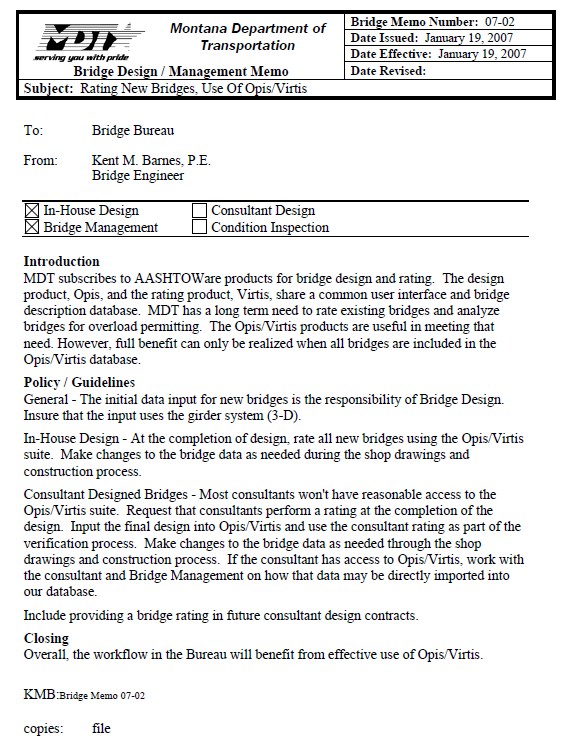 MDT
serving you with pride
Montana Department of
Transportation
Bridge Design / Management Memo
Bridge Memo Number: 07-02
Date Issued: January 19, 2007
Date Effective: January 19, 2007
Date Revised:
Subject: Rating New Bridges, Use Of Opis/Virtis
To: Bridge Bureau
From: Kent M. Barnes, P.E.
Bridge Engineer
In-House Design Consultant Design
Bridge Management Condition Inspection
Introduction
MDT subscribes to AASHTOWare products for bridge design and rating. The design
product, Opis, and the rating product, Virtis, share a common user interface and bridge
description database. MDT has a long term need to rate existing bridges and analyze
bridges for overload permitting. The Opis/Virtis products are useful in meeting that
need. However, full benefit can only be realized when all bridges are included in the
Opis/Virtis database.
Policy / Guidelines
General - The initial data input for new bridges is the responsibility of Bridge Design.
Insure that the input uses the girder system (3-D).
In-House Design - At the completion of design, rate all new bridges using the Opis/Virtis
suite. Make changes to the bridge data as needed during the shop drawings and
construction process.
Consultant Designed Bridges - Most consultants won't have reasonable access to the
Opis/Virtis suite. Request that consultants perform a rating at the completion of the
design. Input the final design into Opis/Virtis and use the consultant rating as part of the
verification process. Make changes to the bridge data as needed through the shop
drawings and construction process. If the consultant has access to Opis/Virtis, work with
the consultant and Bridge Management on how that data may be directly imported into
our database.
Include providing a bridge rating in future consultant design contracts.
Closing
Overall, the workflow in the Bureau will benefit from effective use of Opis/Virtis.
KMB:Bridge Memo 07-02
copies: file